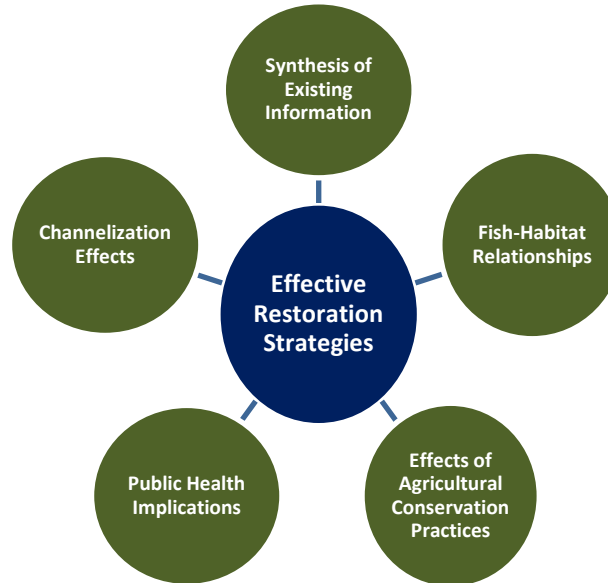 Synthesis of
Existing
Information
Channelization
Effects
Fish-Habitat
Relationships
Effective
Restoration
Strategies
Public Health
Implications
Effects of
Agricultural
Conservation
Practices